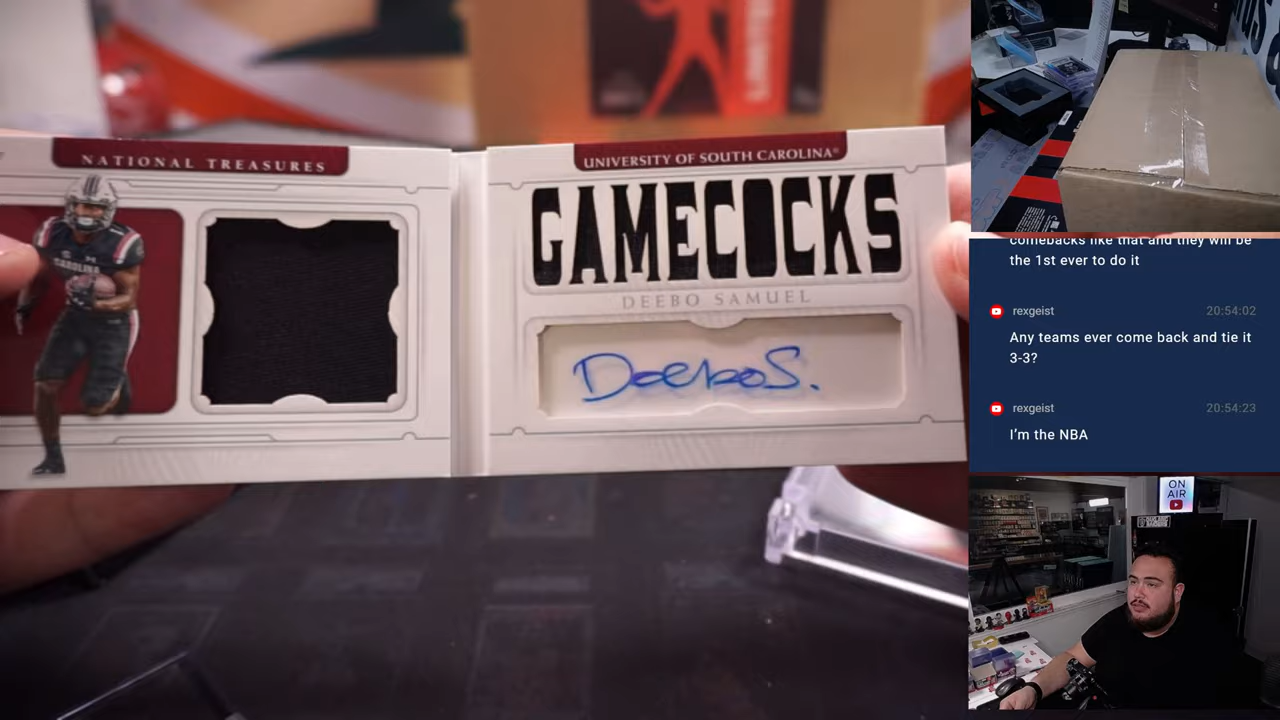 NATIONAL TREASURES
UNIVERSITY OF SOUTH CAROLINA®
GAMECOCKS
DEEBO SAMUEL
DeeboS.
CAROLINA
comebacks like that and they will be
the 1st ever to do it
rexgeist 20:54:02
Any teams ever come back and tie it
3-3?
rexgeist 20:54:23
I'm the NBA
ON
AIR